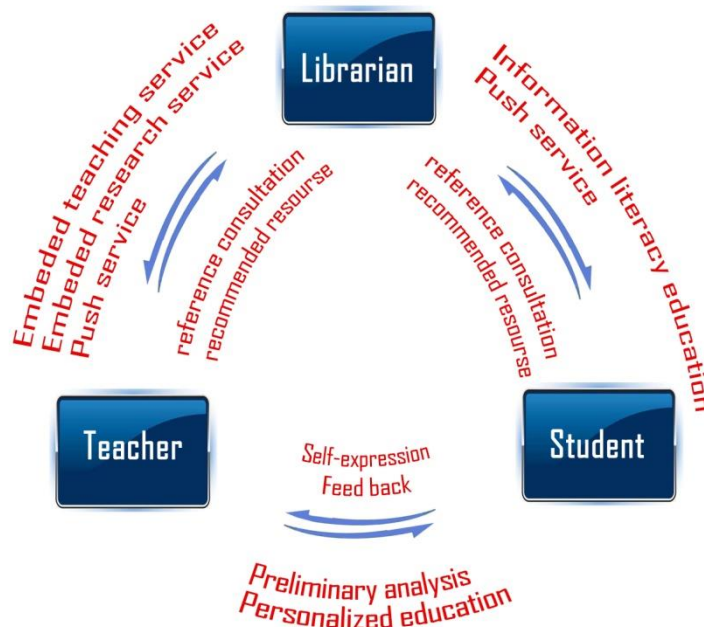 Librarian
Embeded teaching service
Embeded research service
Push service
reference consultation
recommended resourse
Information literacy education
Push service
reference consultation
recommended resourse
Teacher
Student
Self-expression
Feed back
Preliminary analysis
Personalized education